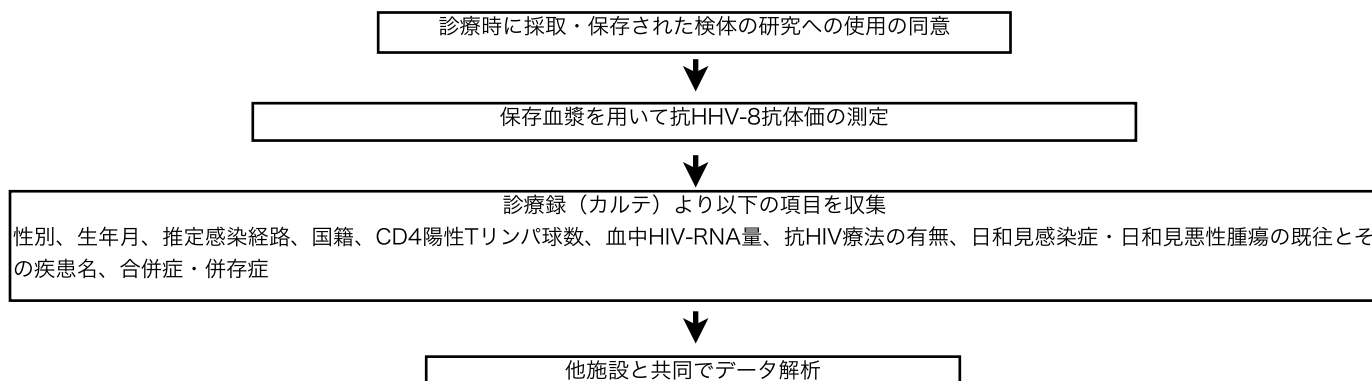 診療時に採取・保存された検体の研究への使用の同意
保存血漿を用いて抗HHV-8抗体価の測定
診療録（カルテ）より以下の項目を収集
性別、生年月、推定感染経路、国籍、CD4陽性Tリンパ球数、血中HIV-RNA量、抗HIV療法の有無、日和見感染症・日和見悪性腫瘍の既往とそ
の疾患名、合併症・併存症
他施設と共同でデータ解析